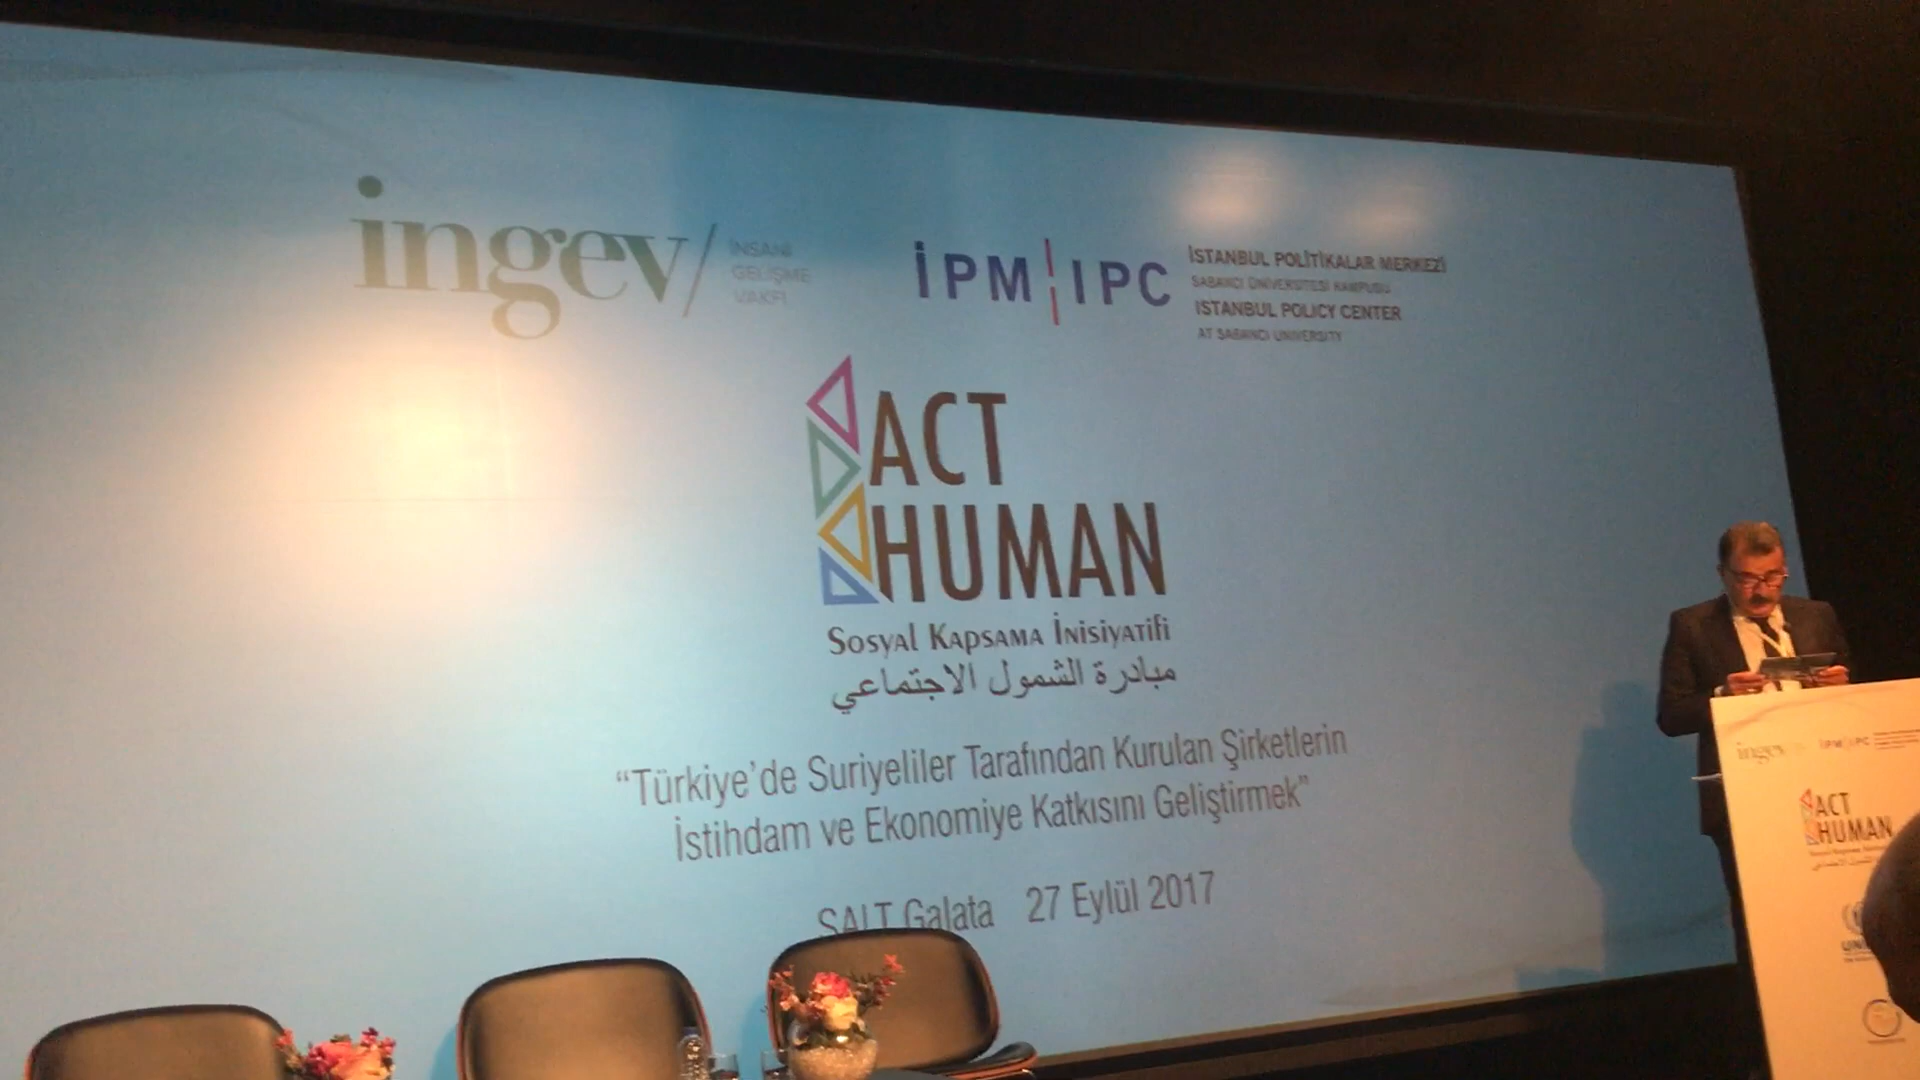 ingev/
İNSANİ
GELİŞME
VAKFI
İPM | IPC
İSTANBUL POLİTİKALAR MERKEZİ
SABANCI ÜNİVERSİTESİ KAMPUSU
ISTANBUL POLICY CENTER
AT SABANCI UNIVERSITY
ACT
HUMAN
Sosyal Kapsama İnisiyatifi
مبادرة الشمول الاجتماعي
“Türkiye’de Suriyeliler Tarafından Kurulan Şirketlerin
İstihdam ve Ekonomiye Katkısını Geliştirmek”
SALT Galata 27 Eylül 2017
ingev
İPM | IPC
ACT
HUMAN